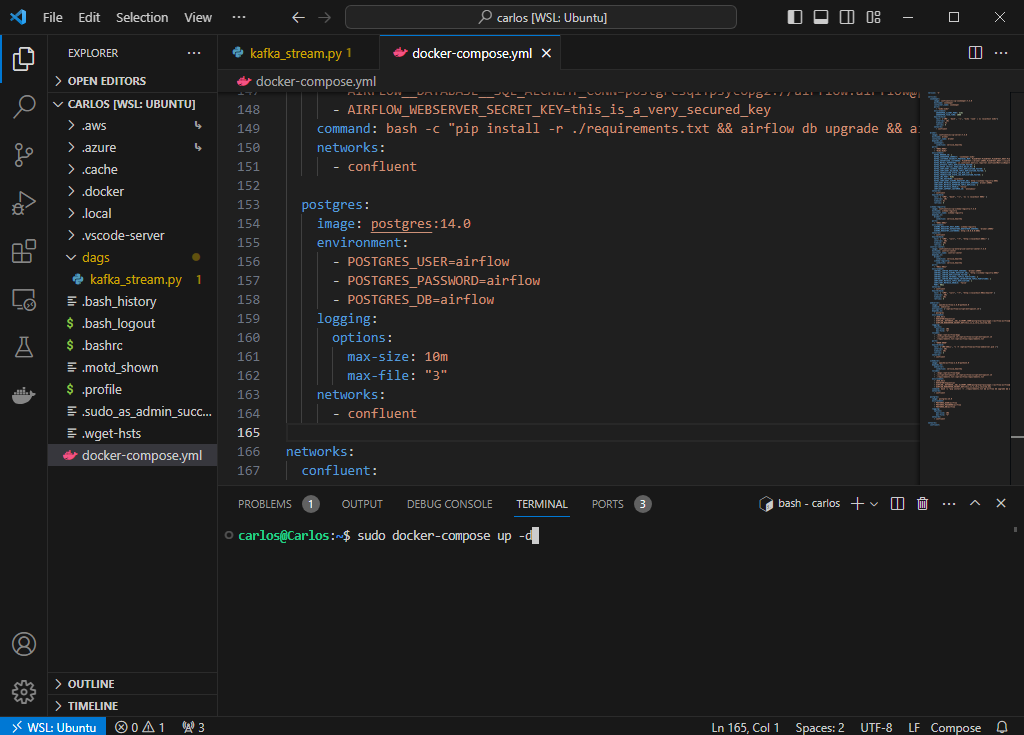 File Edit Selection View ··· carlos [WSL: Ubuntu]
EXPLORER ···
OPEN EDITORS
CARLOS [WSL: UBUNTU]
.aws
.azure
.cache
.docker
.local
.vscode-server
dags
kafka_stream.py 1
.bash_history
.bash_logout
.bashrc
.motd_shown
.profile
.sudo_as_admin_succ...
.wget-hsts
docker-compose.yml
OUTLINE
TIMELINE
kafka_stream.py 1 docker-compose.yml
docker-compose.yml
148 - AIRFLOW_WEBSERVER_SECRET_KEY=this_is_a_very_secured_key
149 command: bash -c "pip install -r ./requirements.txt && airflow db upgrade && ai
150 networks:
151 - confluent
152
153 postgres:
154 image: postgres:14.0
155 environment:
156 - POSTGRES_USER=airflow
157 - POSTGRES_PASSWORD=airflow
158 - POSTGRES_DB=airflow
159 logging:
160 options:
161 max-size: 10m
162 max-file: "3"
163 networks:
164 - confluent
165
166 networks:
167 confluent:
PROBLEMS 1 OUTPUT DEBUG CONSOLE TERMINAL PORTS 3 bash - carlos
carlos@Carlos:~$ sudo docker-compose up -d
WSL: Ubuntu 0 1 3 Ln 165, Col 1 Spaces: 2 UTF-8 LF Compose